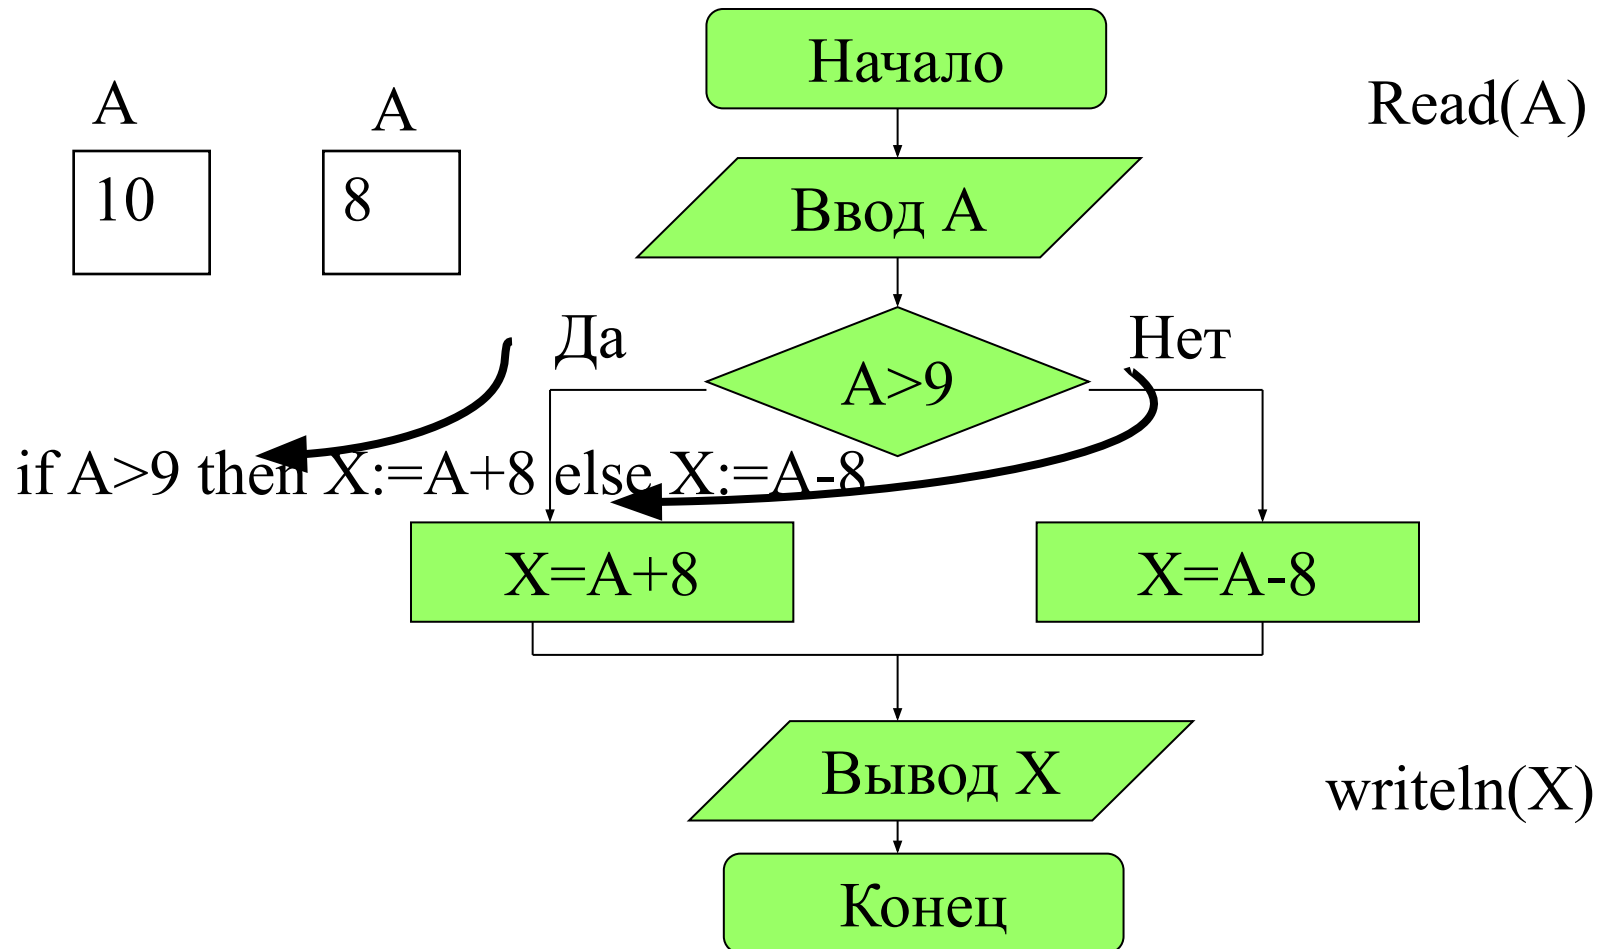 Начало
A
A
Read(A)
10
8
Ввод A
Да
Нет
A>9
if A>9 then X:=A+8 else X:=A-8
X=A+8
X=A-8
Вывод X
writeln(X)
Конец